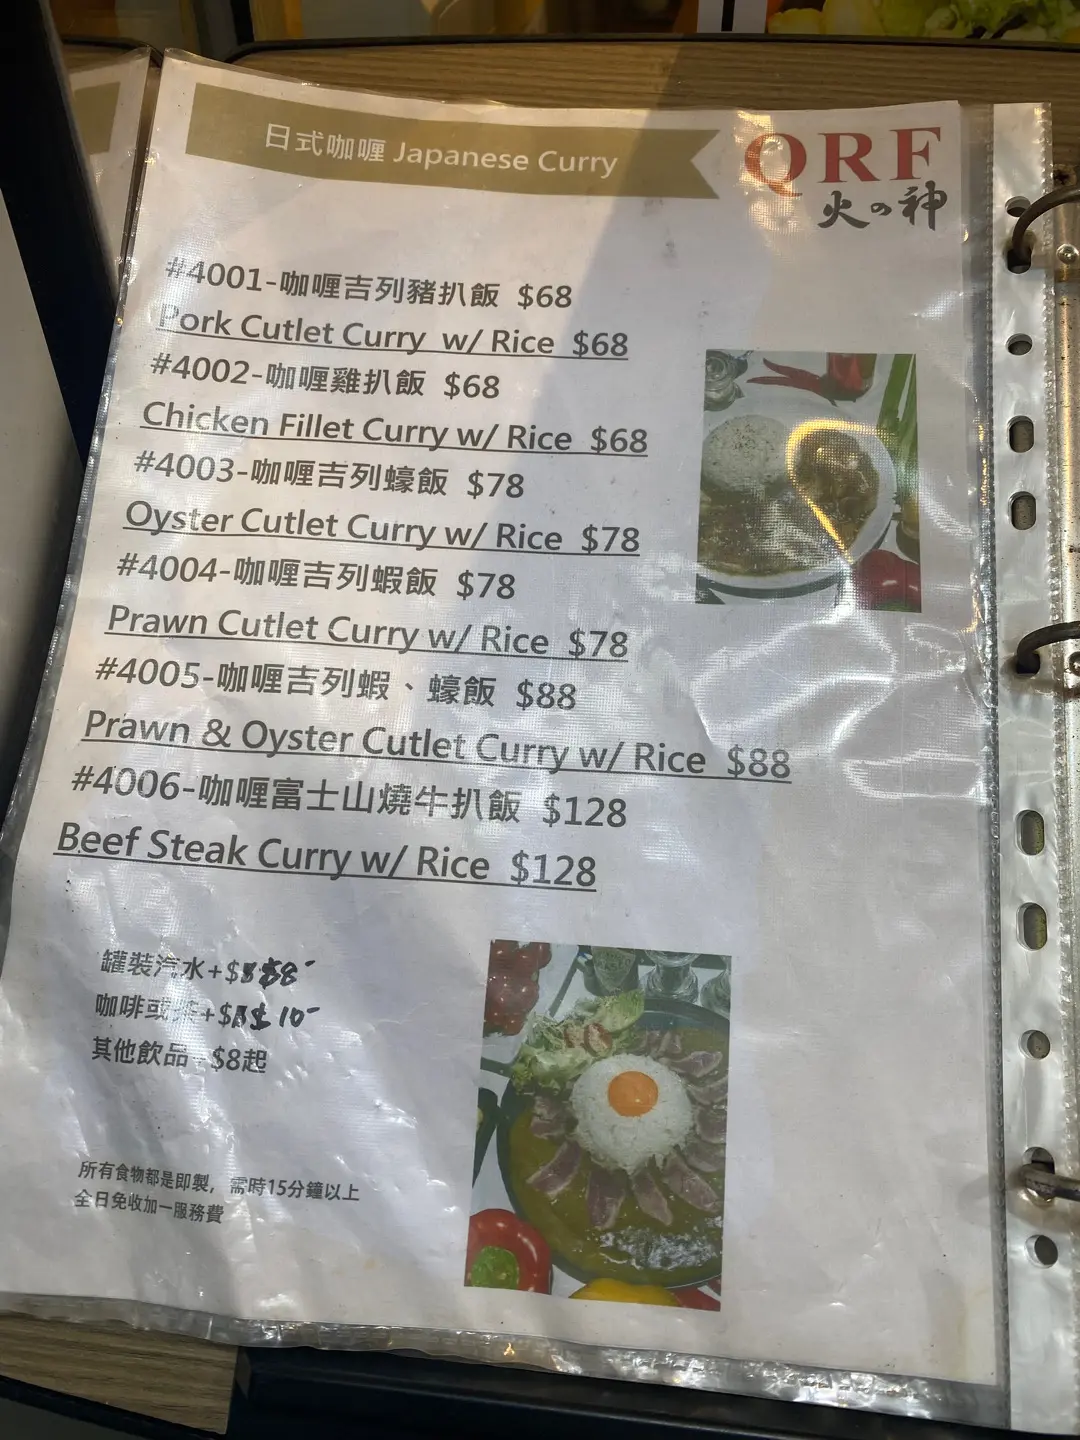 日式咖喱 Japanese Curry
QRF
火の神
#4001-咖喱吉列豬扒飯 $68
Pork Cutlet Curry w/ Rice $68
#4002-咖喱雞扒飯 $68
Chicken Fillet Curry w/ Rice $68
#4003-咖喱吉列蠔飯 $78
Oyster Cutlet Curry w/ Rice $78
#4004-咖喱吉列蝦飯 $78
Prawn Cutlet Curry w/ Rice $78
#4005-咖喱吉列蝦、蠔飯 $88
Prawn & Oyster Cutlet Curry w/ Rice $88
#4006-咖喱富士山燒牛扒飯 $128
Beef Steak Curry w/ Rice $128
罐裝汽水+$8-
咖啡或茶+$10-
其他飲品+$8起
所有食物都是即製，需時15分鐘以上
全日免收加一服務費